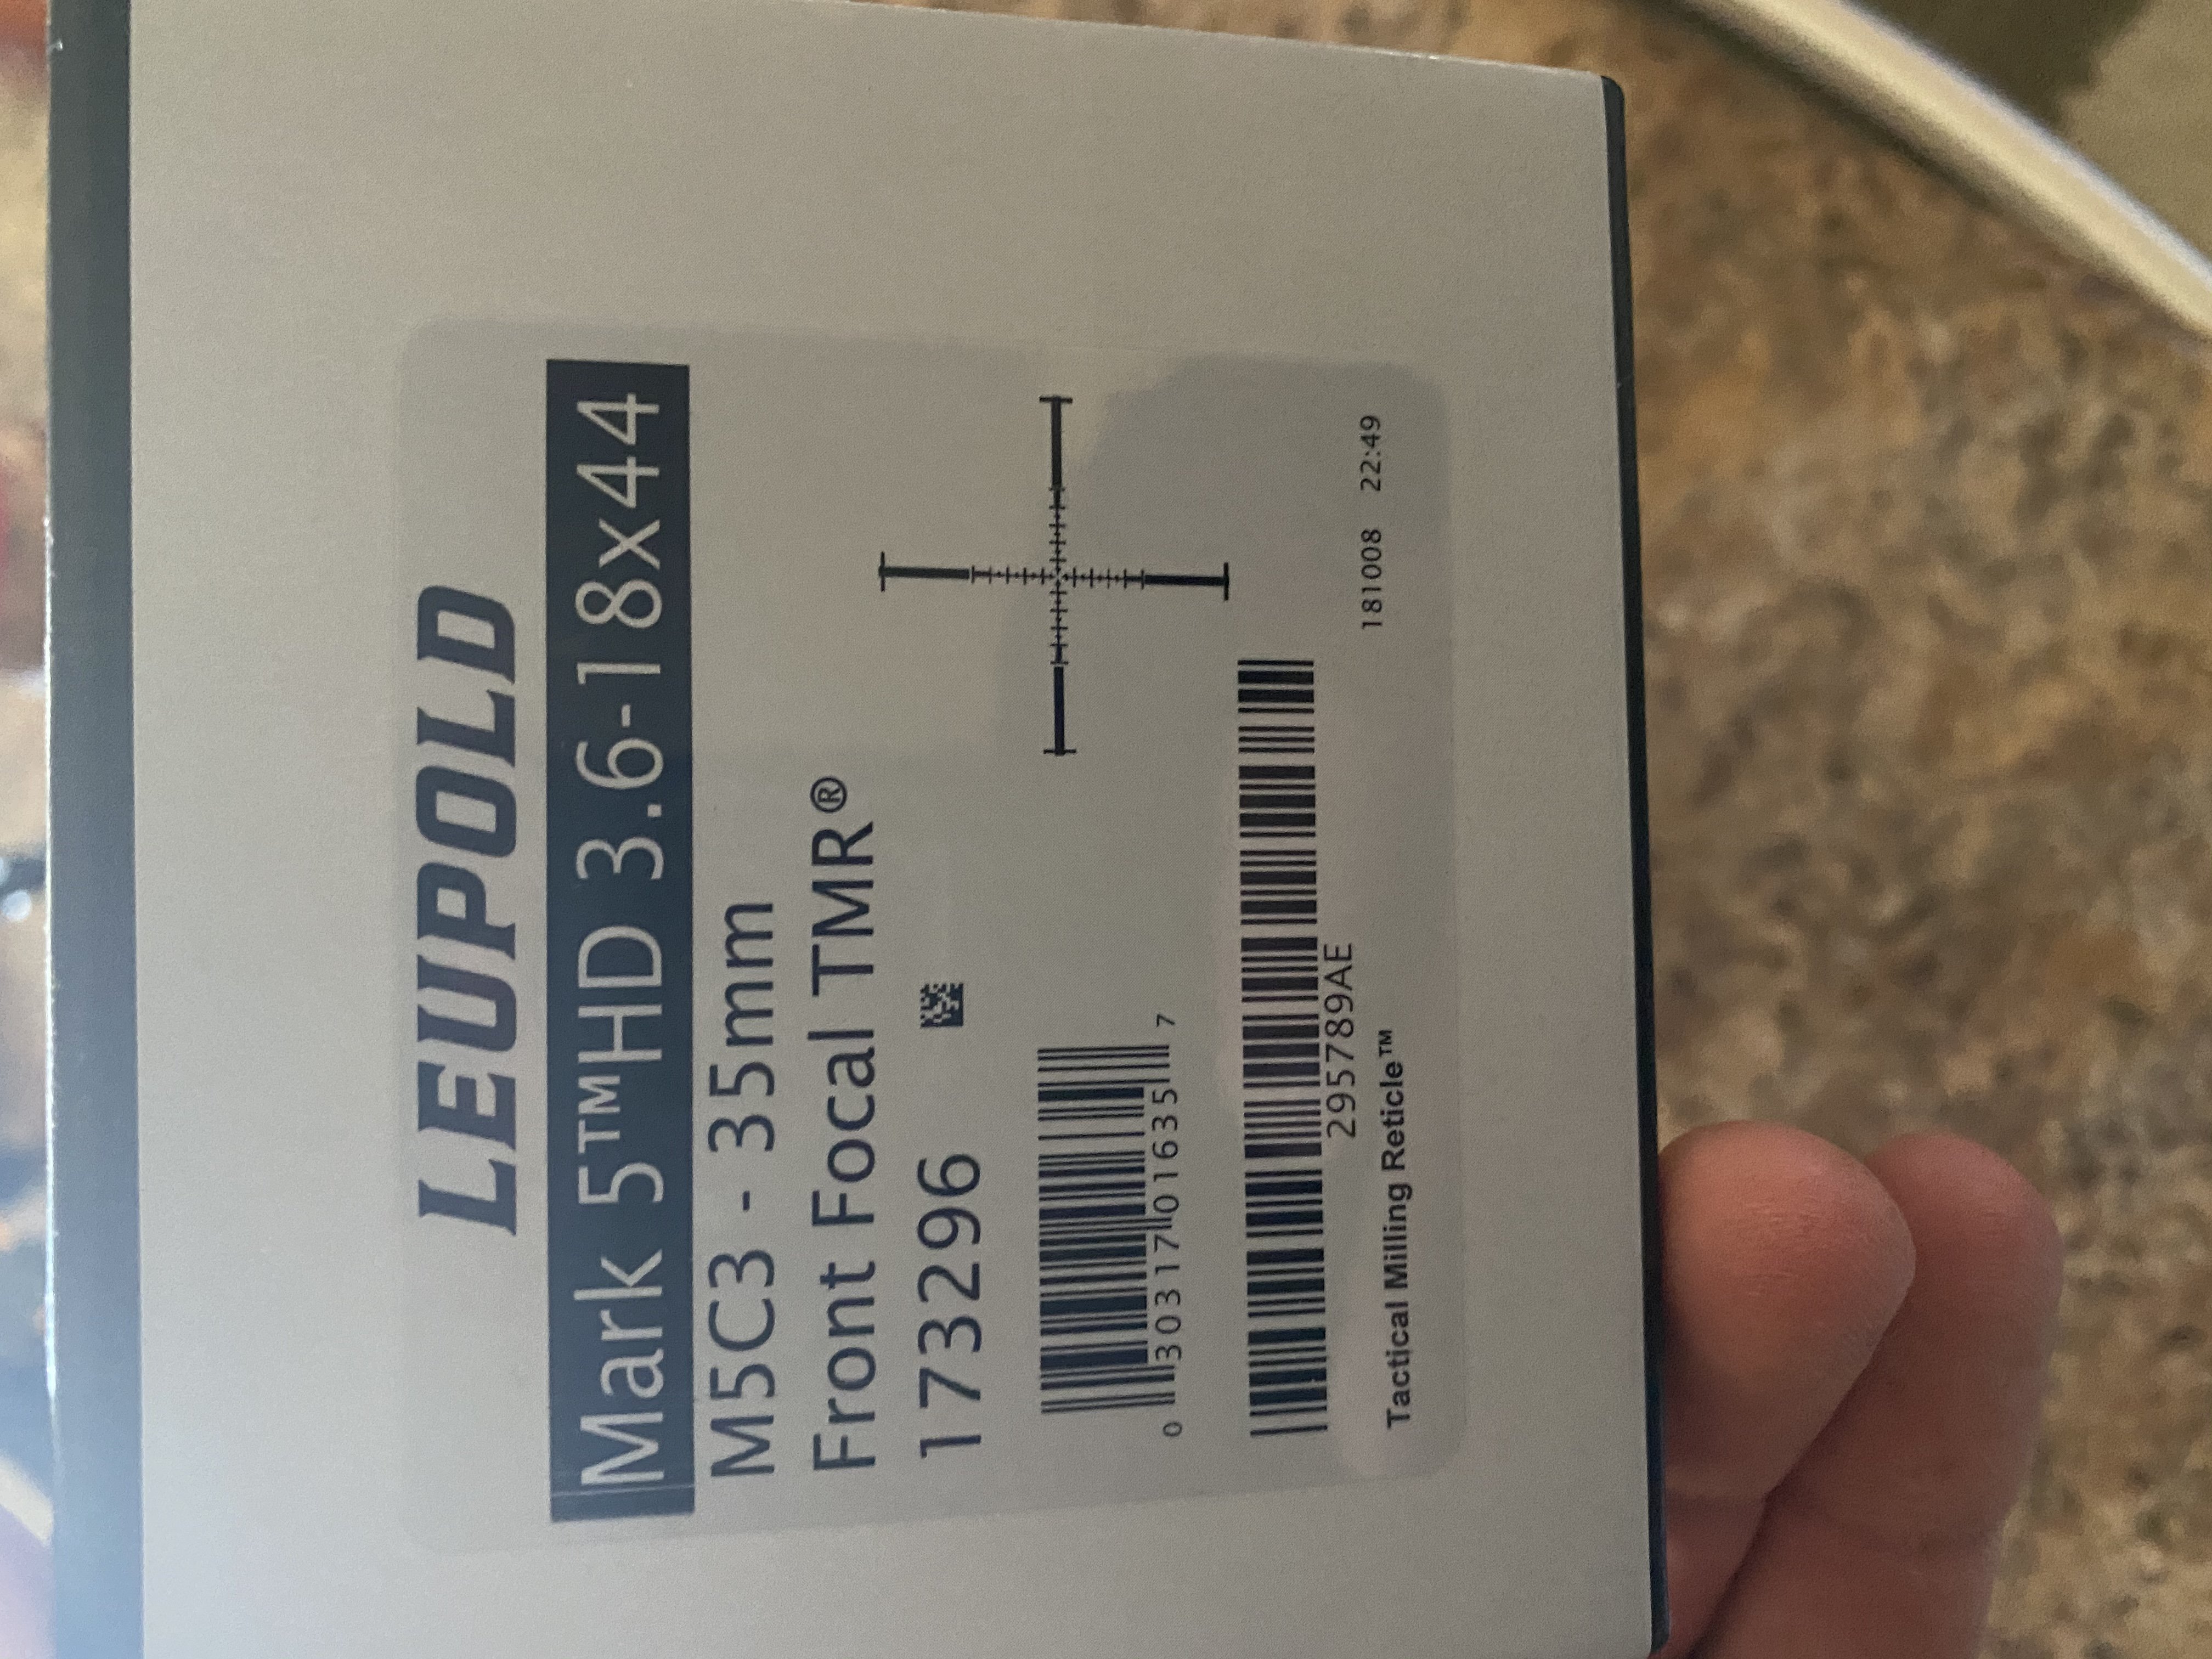 LEUPOLD
Mark 5™HD 3.6-18x44
M5C3 - 35mm
Front Focal TMR®
173296
0 30317 01635 7
295789AE
Tactical Milling Reticle™
181008 22:49